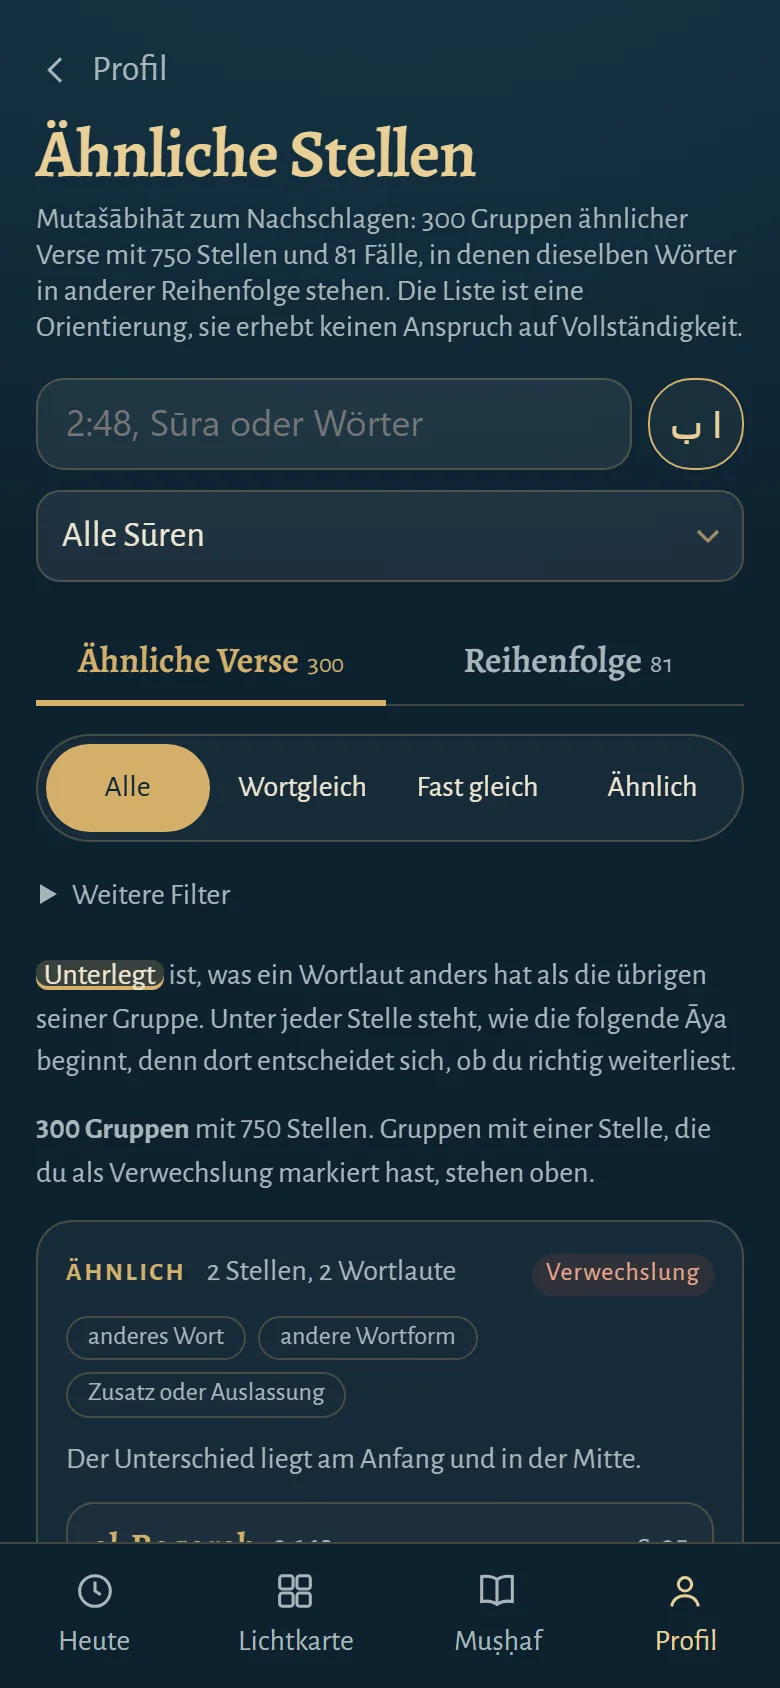 Profil
Ähnliche Stellen
Mutašābihāt zum Nachschlagen: 300 Gruppen ähnlicher
Verse mit 750 Stellen und 81 Fälle, in denen dieselben Wörter
in anderer Reihenfolge stehen. Die Liste ist eine
Orientierung, sie erhebt keinen Anspruch auf Vollständigkeit.
2:48, Sūra oder Wörter
ا ب
Alle Sūren
Ähnliche Verse 300
Reihenfolge 81
Alle
Wortgleich
Fast gleich
Ähnlich
Weitere Filter
Unterlegt ist, was ein Wortlaut anders hat als die übrigen
seiner Gruppe. Unter jeder Stelle steht, wie die folgende Āya
beginnt, denn dort entscheidet sich, ob du richtig weiterliest.
300 Gruppen mit 750 Stellen. Gruppen mit einer Stelle, die
du als Verwechslung markiert hast, stehen oben.
ÄHNLICH 2 Stellen, 2 Wortlaute
Verwechslung
anderes Wort
andere Wortform
Zusatz oder Auslassung
Der Unterschied liegt am Anfang und in der Mitte.
Heute
Lichtkarte
Muṣḥaf
Profil